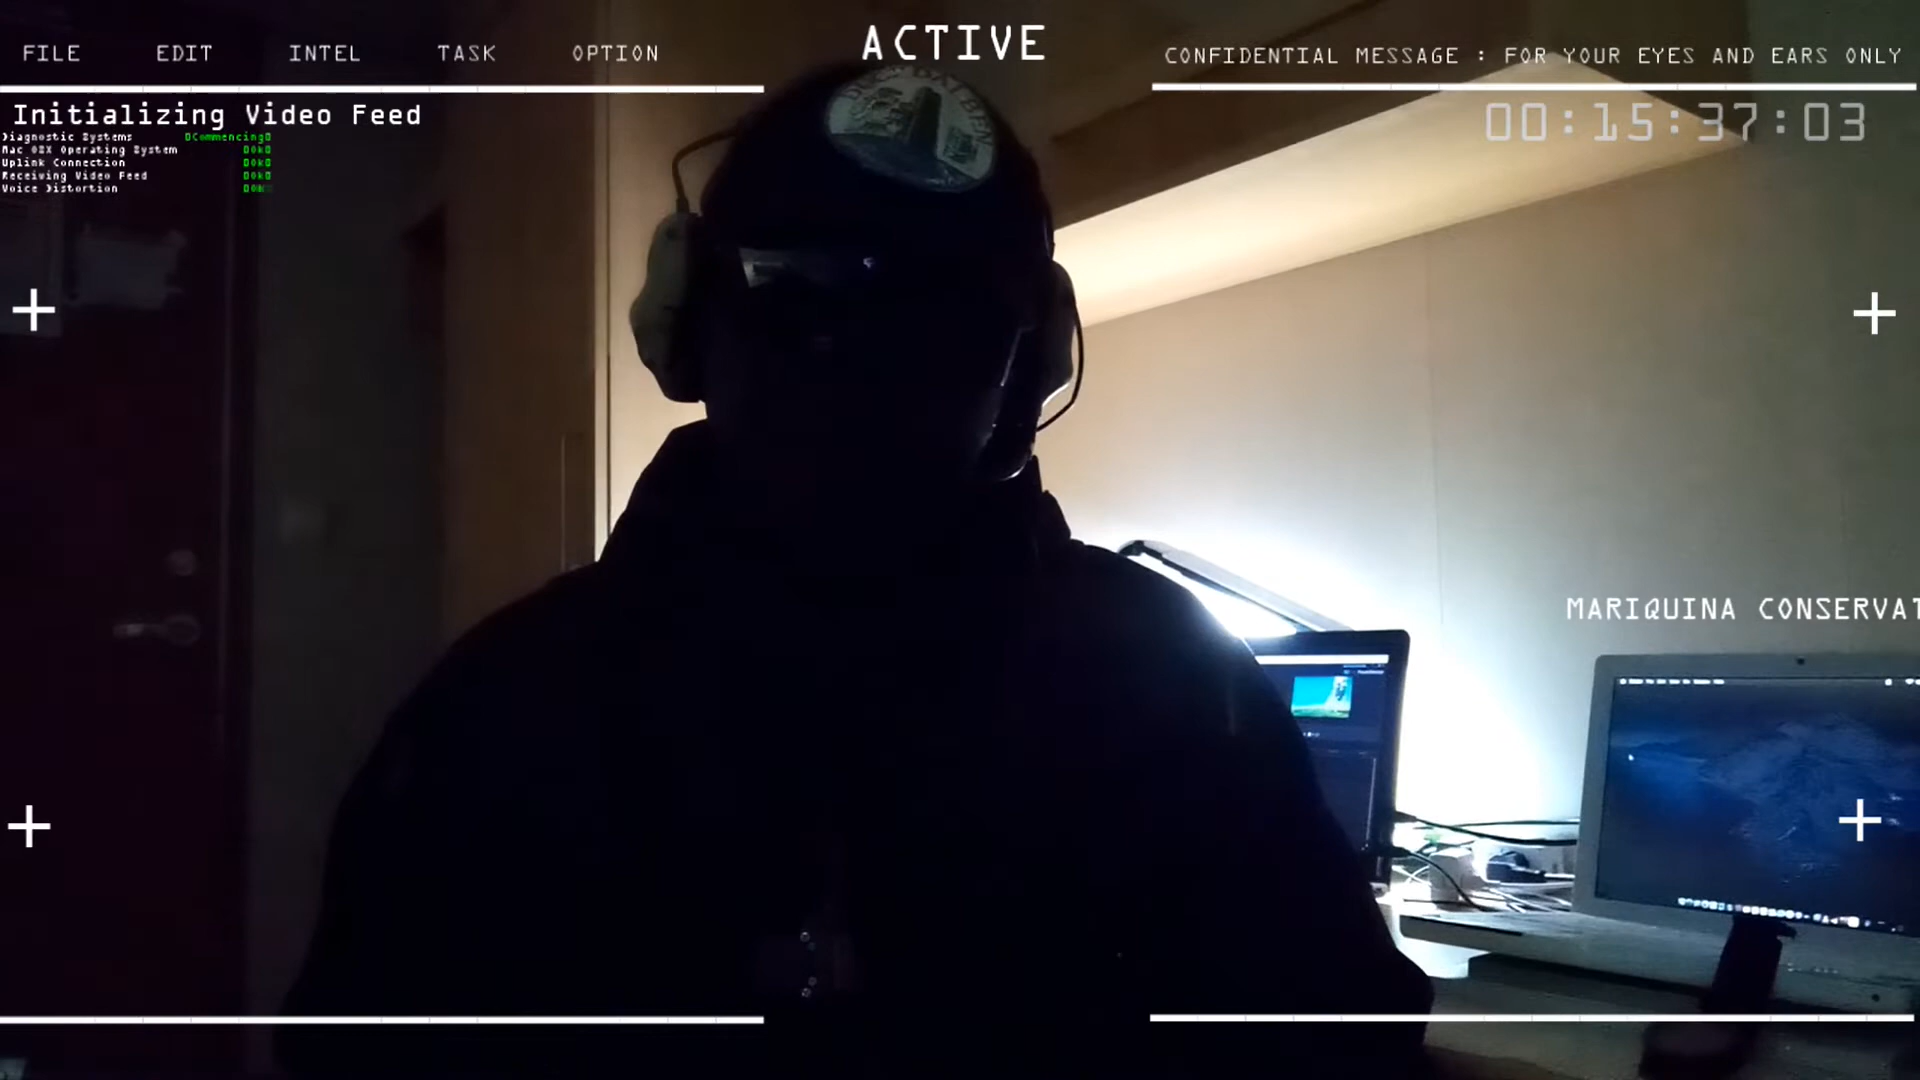 FILE EDIT INTEL TASK OPTION
ACTIVE
CONFIDENTIAL MESSAGE : FOR YOUR EYES AND EARS ONLY
00:15:37:03
Initializing Video Feed
Diagnostic Systems Commencing
Mac OSX Operating System Ok
Uplink Connection Ok
Receiving Video Feed Ok
Voice Distortion
MARIQUINA CONSERVAT